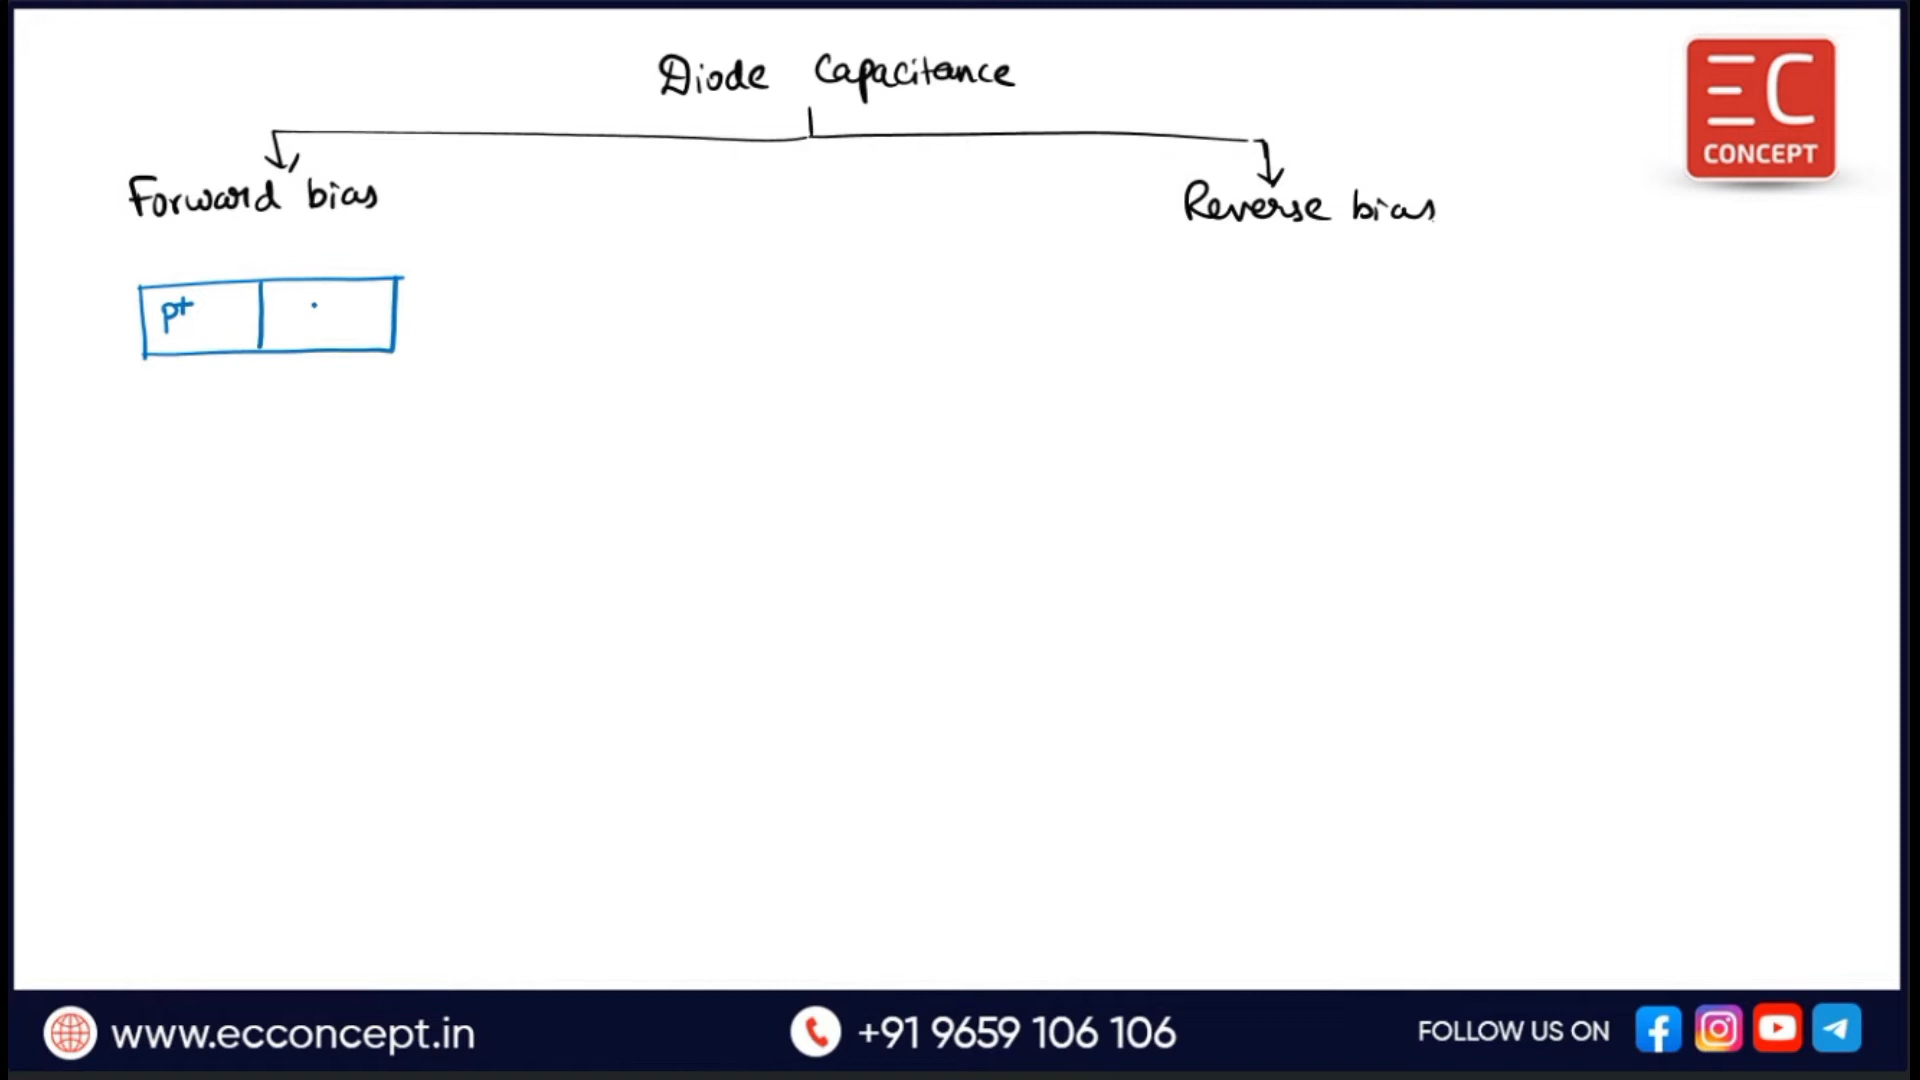 Diode Capacitance
EC
CONCEPT
Forward bias
Reverse bias
P+
www.ecconcept.in
+91 9659 106 106
FOLLOW US ON